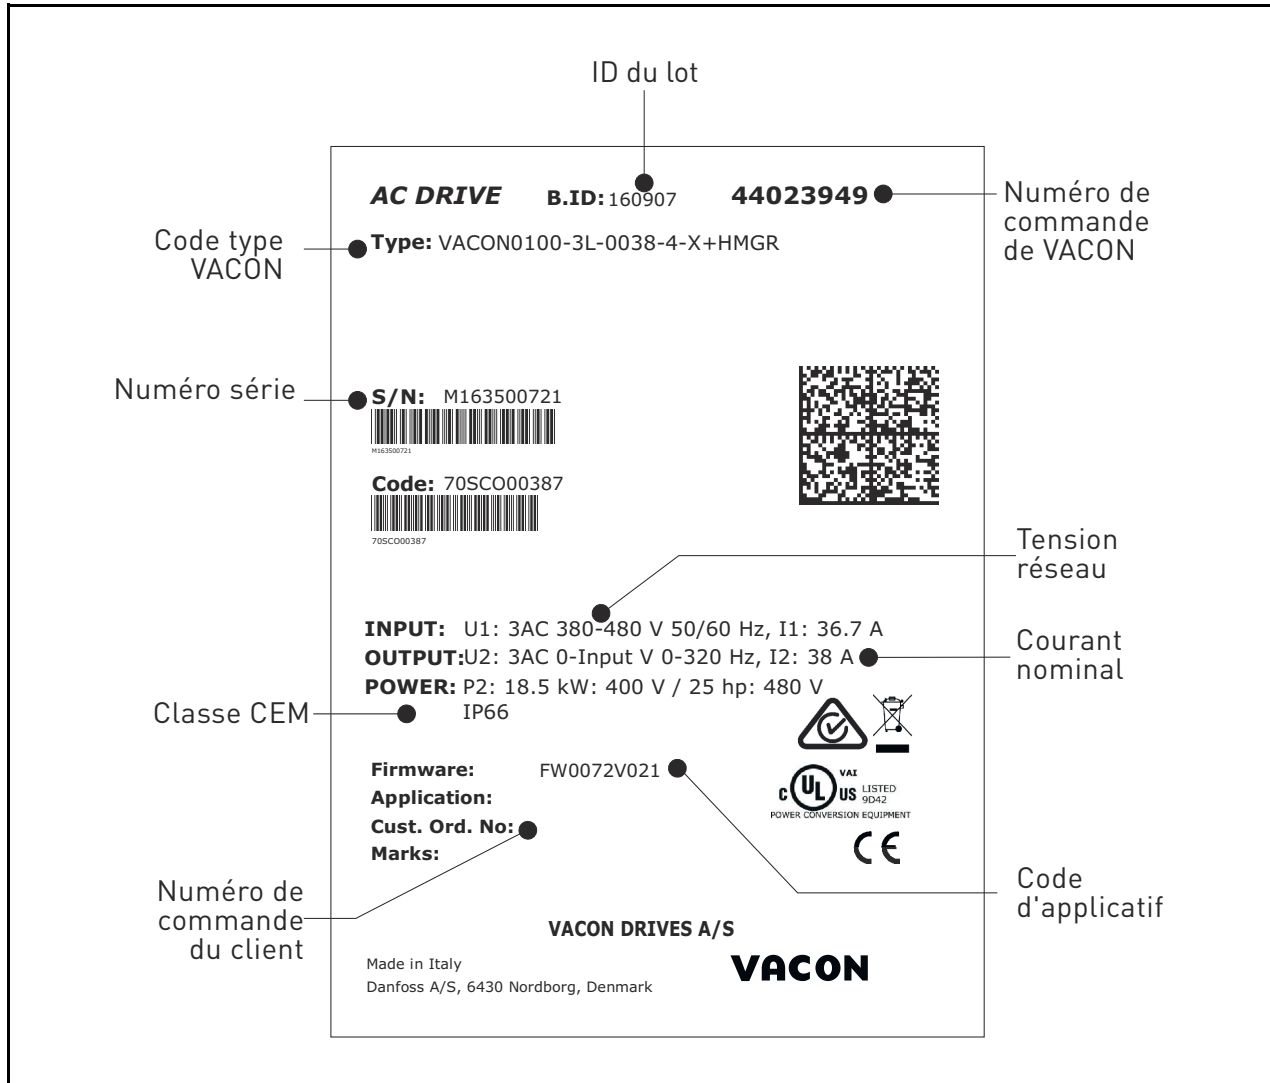 ID du lot
AC DRIVE B.ID: 160907 44023949
Numéro de
commande
de VACON
Code type
VACON
Type: VACON0100-3L-0038-4-X+HMGR
Numéro série
S/N: M163500721
M163500721
Code: 70SCO00387
70SCO00387
Tension
réseau
INPUT: U1: 3AC 380-480 V 50/60 Hz, I1: 36.7 A
OUTPUT: U2: 3AC 0-Input V 0-320 Hz, I2: 38 A
Courant
nominal
POWER: P2: 18.5 kW: 400 V / 25 hp: 480 V
Classe CEM
IP66
Firmware: FW0072V021
Application:
Cust. Ord. No:
Marks:
C UL US VAI
LISTED
9D42
POWER CONVERSION EQUIPMENT
CE
Numéro de
commande
du client
Code
d'applicatif
VACON DRIVES A/S
Made in Italy
Danfoss A/S, 6430 Nordborg, Denmark
VACON